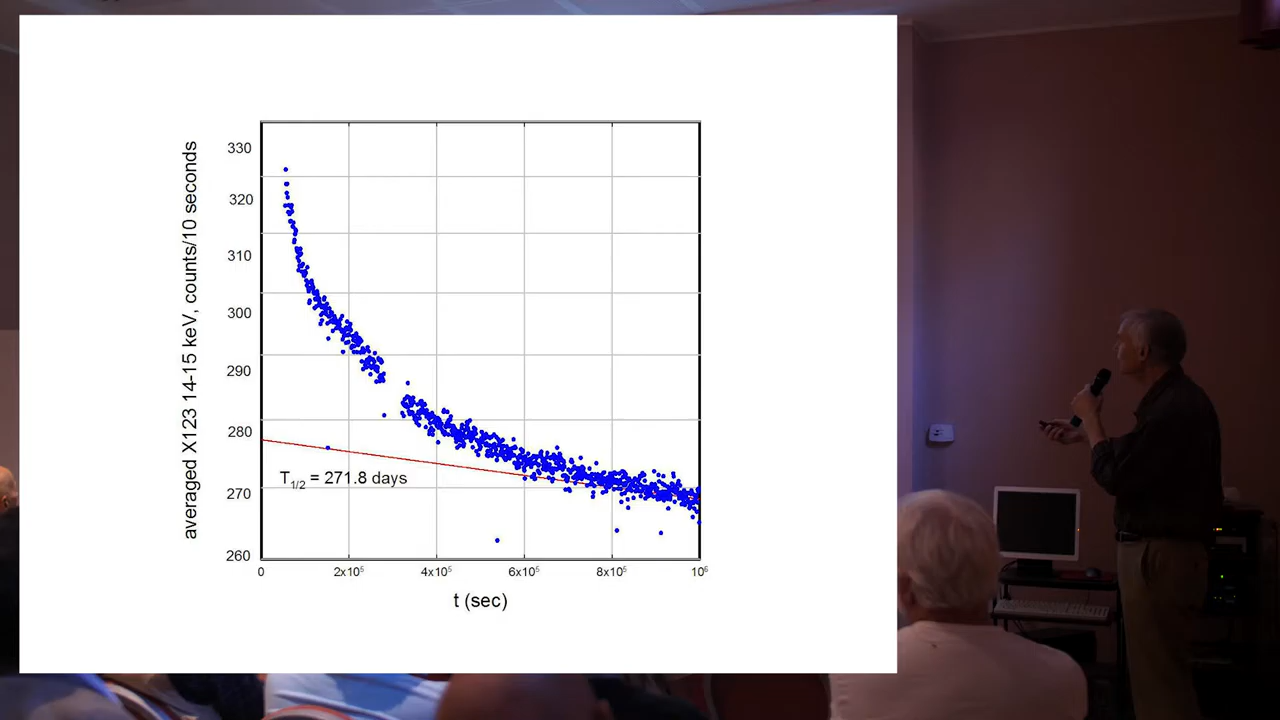 averaged X123 14-15 keV, counts/10 seconds
330
320
310
300
290
280
270
260
T1/2 = 271.8 days
0 2x10⁵ 4x10⁵ 6x10⁵ 8x10⁵ 10⁶
t (sec)